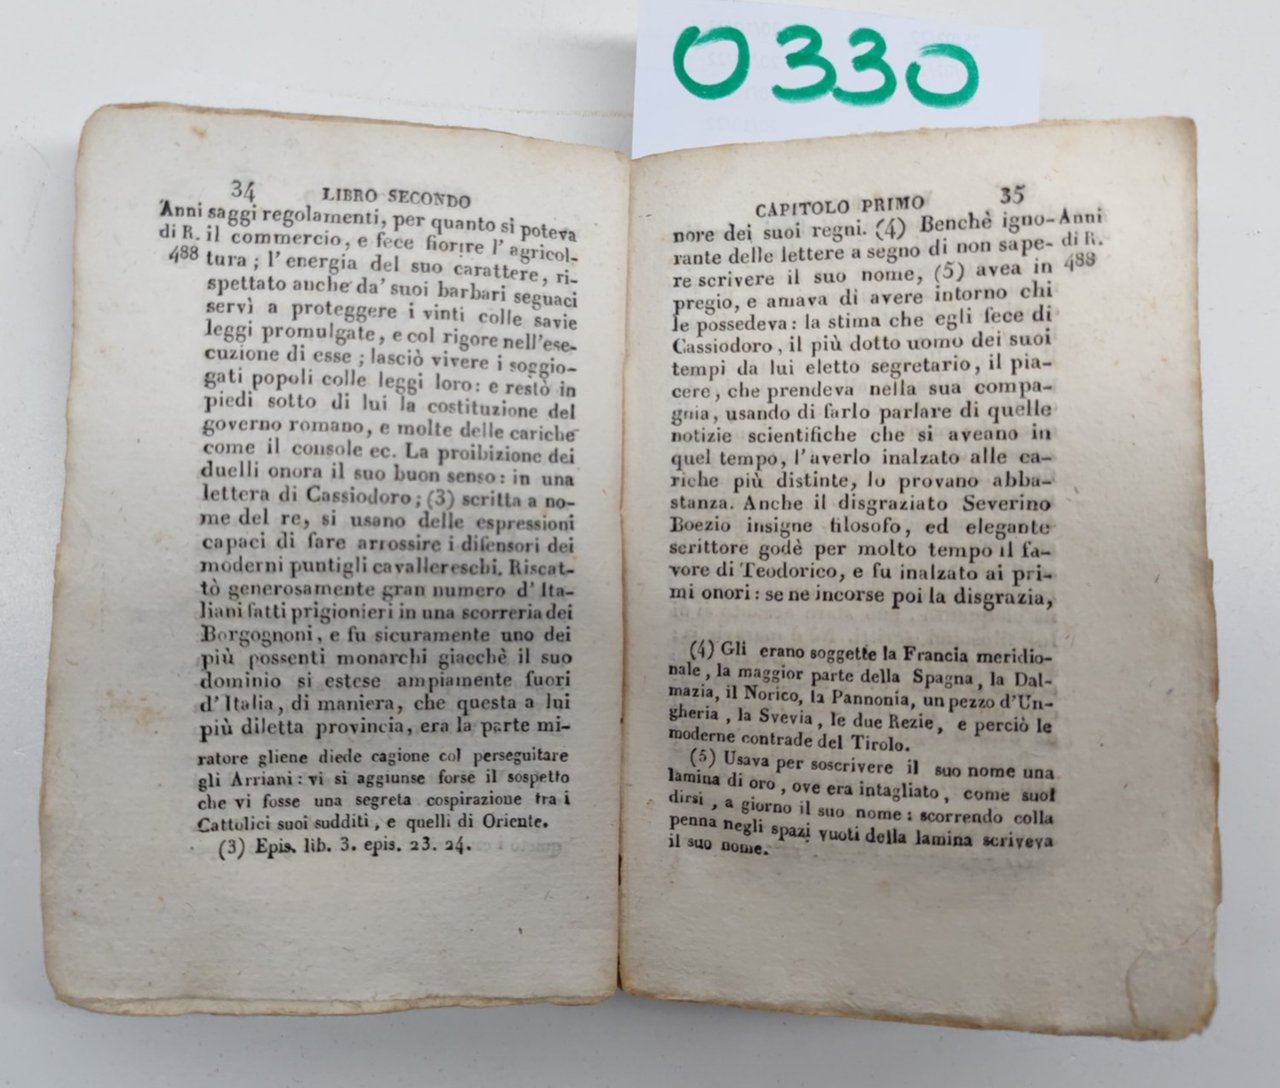 0330
34 LIBRO SECONDO
Anni saggi regolamenti, per quanto si poteva
di R. il commercio, e fece fiorire l' agricol-
488 tura; l' energia del suo carattere, ri-
spettato anche da' suoi barbari seguaci
servì a proteggere i vinti colle savie
leggi promulgate, e col rigore nell'ese-
cuzione di esse; lasciò vivere i soggio-
gati popoli colle leggi loro: e restò in
piedi sotto di lui la costituzione del
governo romano, e molte delle cariche
come il console ec. La proibizione dei
duelli onora il suo buon senso: in una
lettera di Cassiodoro; (3) scritta a no-
me del re, si usano delle espressioni
capaci di fare arrossire i difensori dei
moderni puntigli cavallereschi. Riscat-
tò generosamente gran numero d' Ita-
liani fatti prigionieri in una scorreria dei
Borgognoni, e fu sicuramente uno dei
più possenti monarchi giacchè il suo
dominio si estese ampiamente fuori
d' Italia, di maniera, che questa a lui
più diletta provincia, era la parte mi-
ratore gliene diede cagione col perseguitare
gli Arriani: vi si aggiunse forse il sospetto
che vi fosse una segreta cospirazione tra i
Cattolici suoi sudditi, e quelli di Oriente.
(3) Epis. lib. 3. epis. 23. 24.
CAPITOLO PRIMO 35
nore dei suoi regni. (4) Benchè igno- Anni
rante delle lettere a segno di non sape- di R.
re scrivere il suo nome, (5) avea in 488
pregio, e amava di avere intorno chi
le possedeva: la stima che egli fece di
Cassiodoro, il più dotto uomo dei suoi
tempi da lui eletto segretario, il pia-
cere, che prendeva nella sua compa-
gnia, usando di farlo parlare di quelle
notizie scientifiche che si aveano in
quel tempo, l'averlo inalzato alle ca-
riche più distinte, lo provano abba-
stanza. Anche il disgraziato Severino
Boezio insigne filosofo, ed elegante
scrittore godè per molto tempo il fa-
vore di Teodorico, e fu inalzato ai pri-
mi onori: se ne incorse poi la disgrazia,
(4) Gli erano soggette la Francia meridio-
nale, la maggior parte della Spagna, la Dal-
mazia, il Norico, la Pannonia, un pezzo d'Un-
gheria, la Svevia, le due Rezie, e perciò le
moderne contrade del Tirolo.
(5) Usava per soscrivere il suo nome una
lamina di oro, ove era intagliato, come suol
dirsi, a giorno il suo nome: scorrendo colla
penna negli spazj vuoti della lamina scriveva
il suo nome.